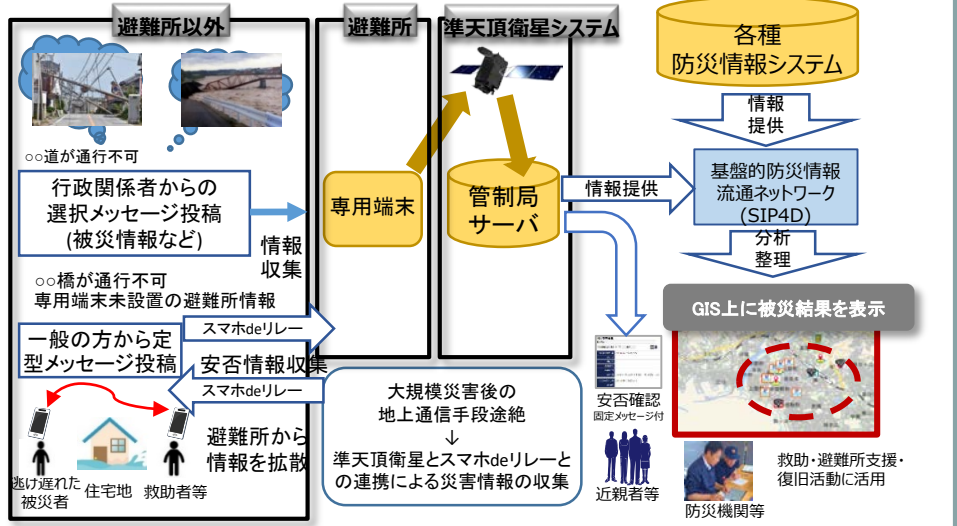 避難所以外
○○道が通行不可
行政関係者からの
選択メッセージ投稿
(被災情報など)
情報
収集
○○橋が通行不可
専用端末未設置の避難所情報
一般の方から定
型メッセージ投稿
スマホdeリレー
安否情報収集
スマホdeリレー
避難所から
情報を拡散
逃げ遅れた
被災者
住宅地
救助者等
避難所
専用端末
準天頂衛星システム
管制局
サーバ
大規模災害後の
地上通信手段途絶
↓
準天頂衛星とスマホdeリレーと
の連携による災害情報の収集
情報提供
安否確認
固定メッセージ付
近親者等
各種
防災情報システム
情報
提供
基盤的防災情報
流通ネットワーク
(SIP4D)
分析
整理
GIS上に被災結果を表示
防災機関等
救助・避難所支援・
復旧活動に活用